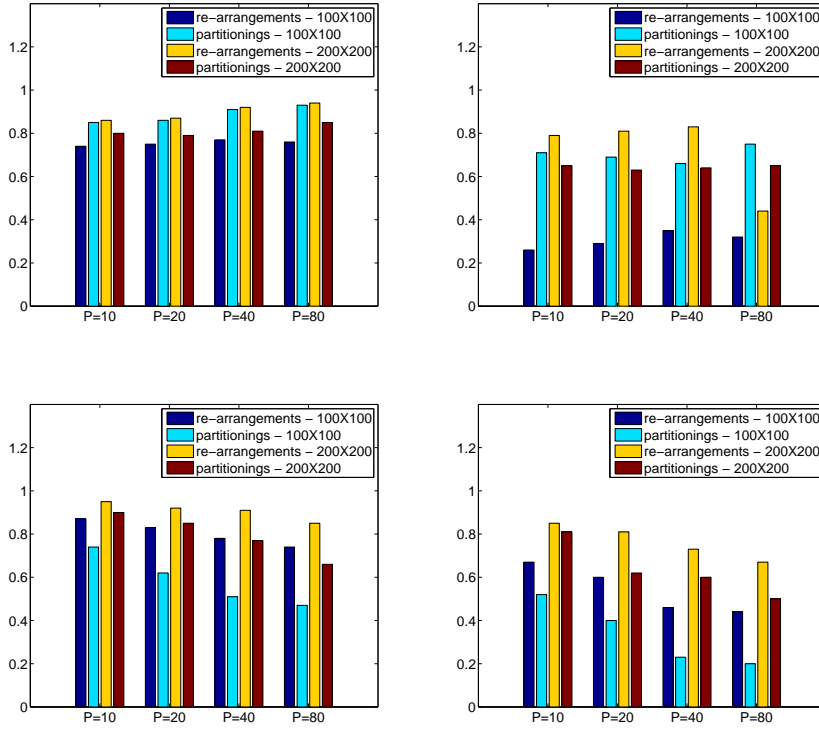 re−arrangements − 100X100
partitionings − 100X100
re−arrangements − 200X200
partitionings − 200X200
1.2
1
0.8
0.6
0.4
0.2
0
P=10 P=20 P=40 P=80
re−arrangements − 100X100
partitionings − 100X100
re−arrangements − 200X200
partitionings − 200X200
1.2
1
0.8
0.6
0.4
0.2
0
P=10 P=20 P=40 P=80
re−arrangements − 100X100
partitionings − 100X100
re−arrangements − 200X200
partitionings − 200X200
1.2
1
0.8
0.6
0.4
0.2
0
P=10 P=20 P=40 P=80
re−arrangements − 100X100
partitionings − 100X100
re−arrangements − 200X200
partitionings − 200X200
1.2
1
0.8
0.6
0.4
0.2
0
P=10 P=20 P=40 P=80